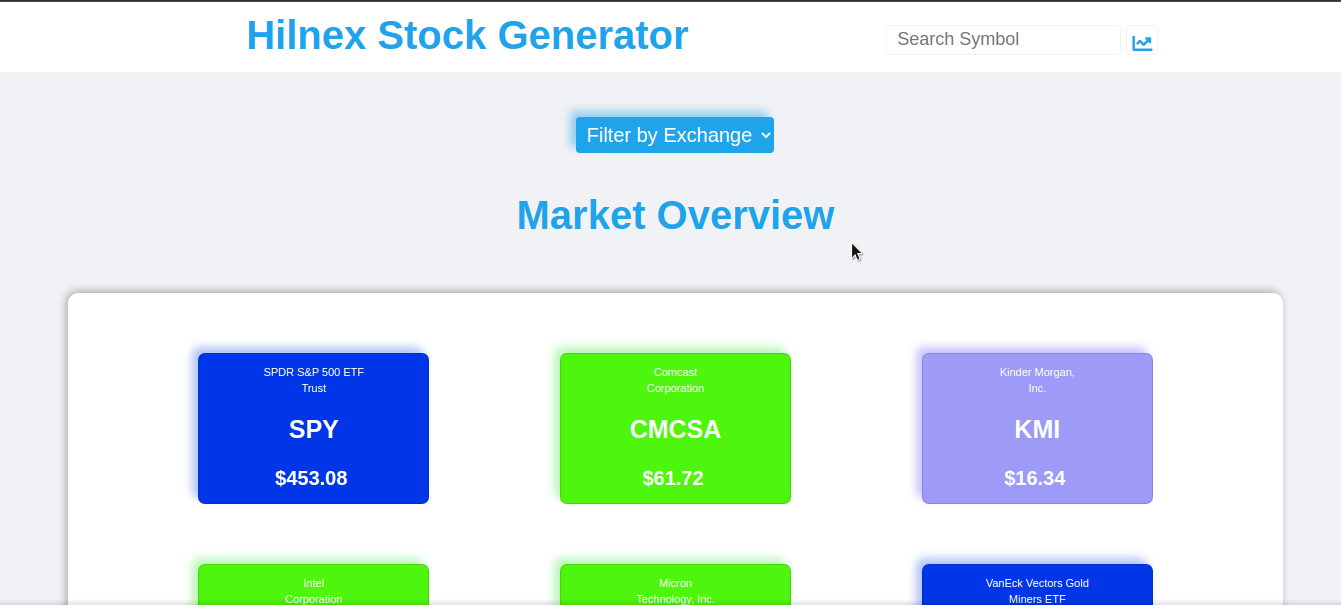 Hilnex Stock Generator
Search Symbol
Filter by Exchange
Market Overview
SPDR S&P 500 ETF
Trust
SPY
$453.08
Comcast
Corporation
CMCSA
$61.72
Kinder Morgan,
Inc.
KMI
$16.34
Intel
Corporation
Micron
Technology, Inc.
VanEck Vectors Gold
Miners ETF